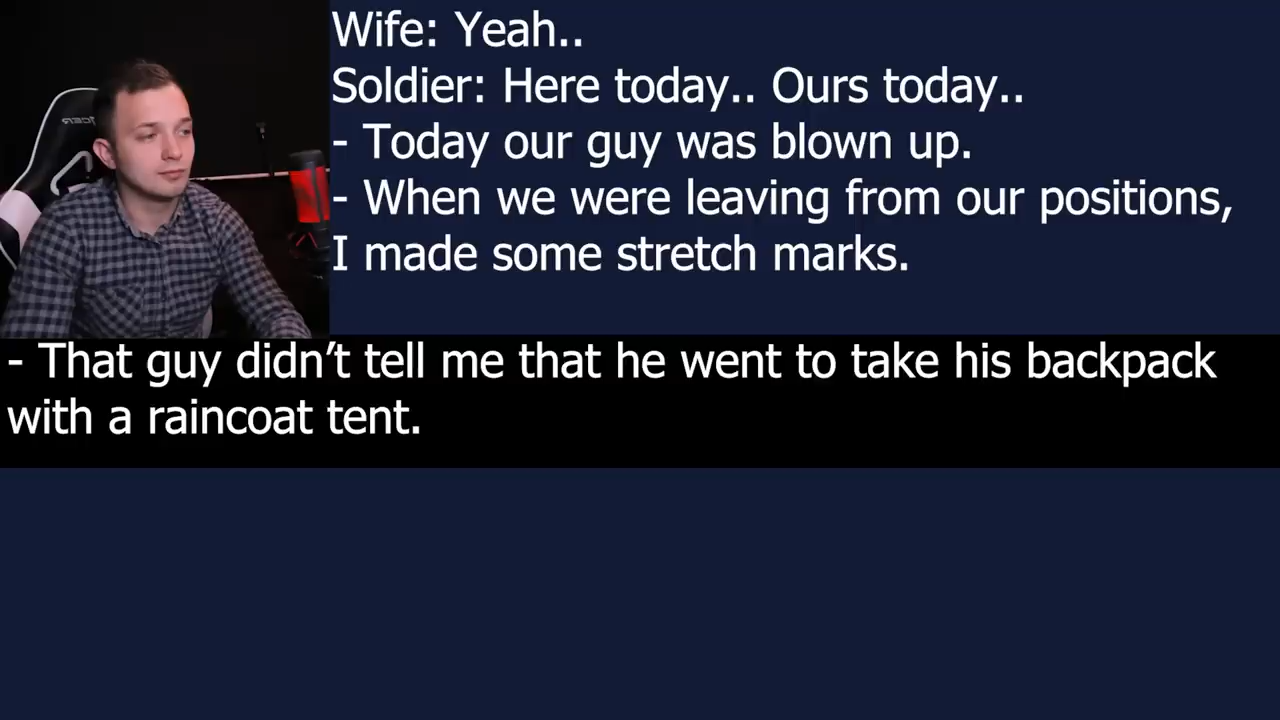 Wife: Yeah..
Soldier: Here today.. Ours today..
- Today our guy was blown up.
- When we were leaving from our positions,
I made some stretch marks.
- That guy didn’t tell me that he went to take his backpack
with a raincoat tent.